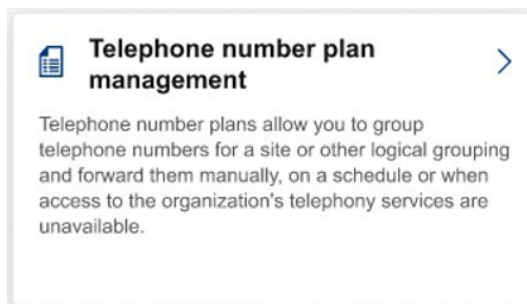 Telephone number plan
management
Telephone number plans allow you to group
telephone numbers for a site or other logical grouping
and forward them manually, on a schedule or when
access to the organization's telephony services are
unavailable.